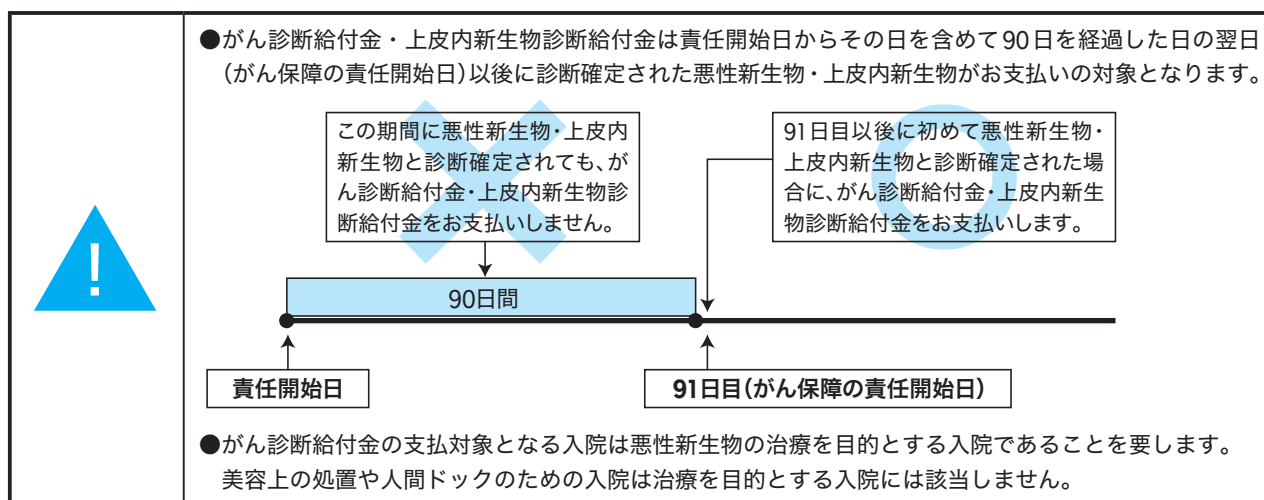 ●がん診断給付金・上皮内新生物診断給付金は責任開始日からその日を含めて90日を経過した日の翌日
（がん保障の責任開始日）以後に診断確定された悪性新生物・上皮内新生物がお支払いの対象となります。
この期間に悪性新生物・上皮内
新生物と診断確定されても、が
ん診断給付金・上皮内新生物診
断給付金をお支払いしません。
91日目以後に初めて悪性新生物・
上皮内新生物と診断確定された場
合に、がん診断給付金・上皮内新生
物診断給付金をお支払いします。
!
90日間
責任開始日
91日目（がん保障の責任開始日）
●がん診断給付金の支払対象となる入院は悪性新生物の治療を目的とする入院であることを要します。
美容上の処置や人間ドックのための入院は治療を目的とする入院には該当しません。